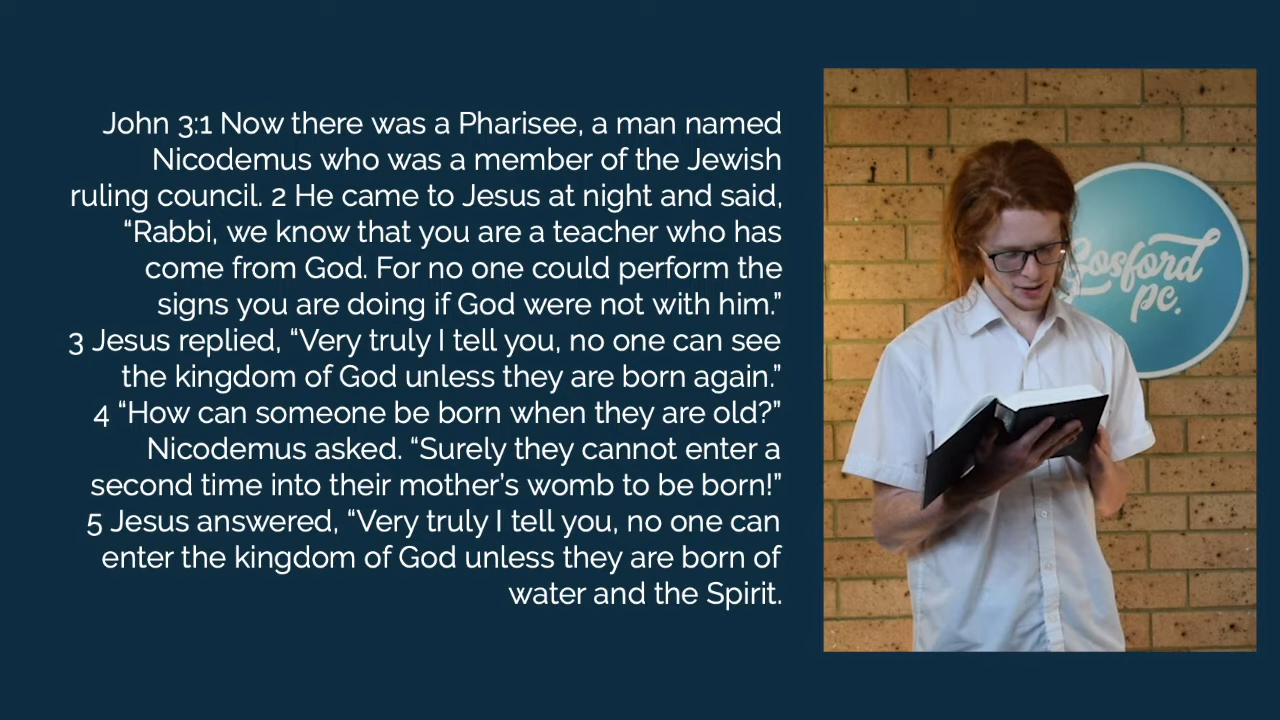 John 3:1 Now there was a Pharisee, a man named
Nicodemus who was a member of the Jewish
ruling council. 2 He came to Jesus at night and said,
“Rabbi, we know that you are a teacher who has
come from God. For no one could perform the
signs you are doing if God were not with him.”
3 Jesus replied, “Very truly I tell you, no one can see
the kingdom of God unless they are born again.”
4 “How can someone be born when they are old?”
Nicodemus asked. “Surely they cannot enter a
second time into their mother’s womb to be born!”
5 Jesus answered, “Very truly I tell you, no one can
enter the kingdom of God unless they are born of
water and the Spirit.
Gosford
pc.